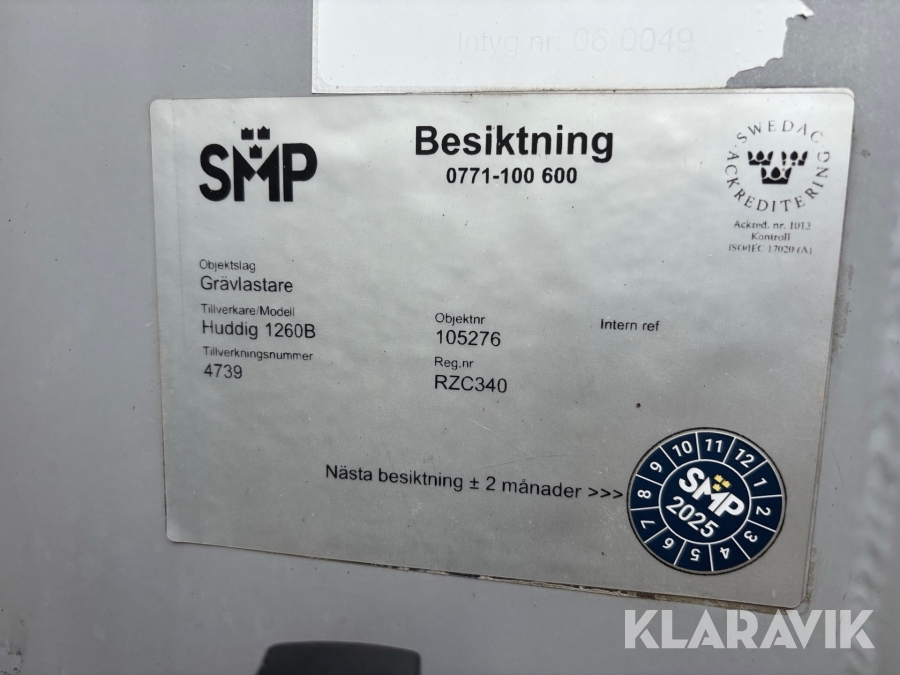 Intyg nr: 06-0049
SMP
Besiktning
0771-100 600
SWEDAC
ACKREDITERING
Ackred. nr. 1013
Kontroll
ISO/IEC 17020 (A)
Objektslag
Grävlastare
Tillverkare/Modell
Huddig 1260B
Tillverkningsnummer
4739
Objektnr
105276
Reg.nr
RZC340
Intern ref
Nästa besiktning ± 2 månader >>>
1 2 3 4 5 6 7 8 9 10 11 12
SMP
2025
KLARAVIK